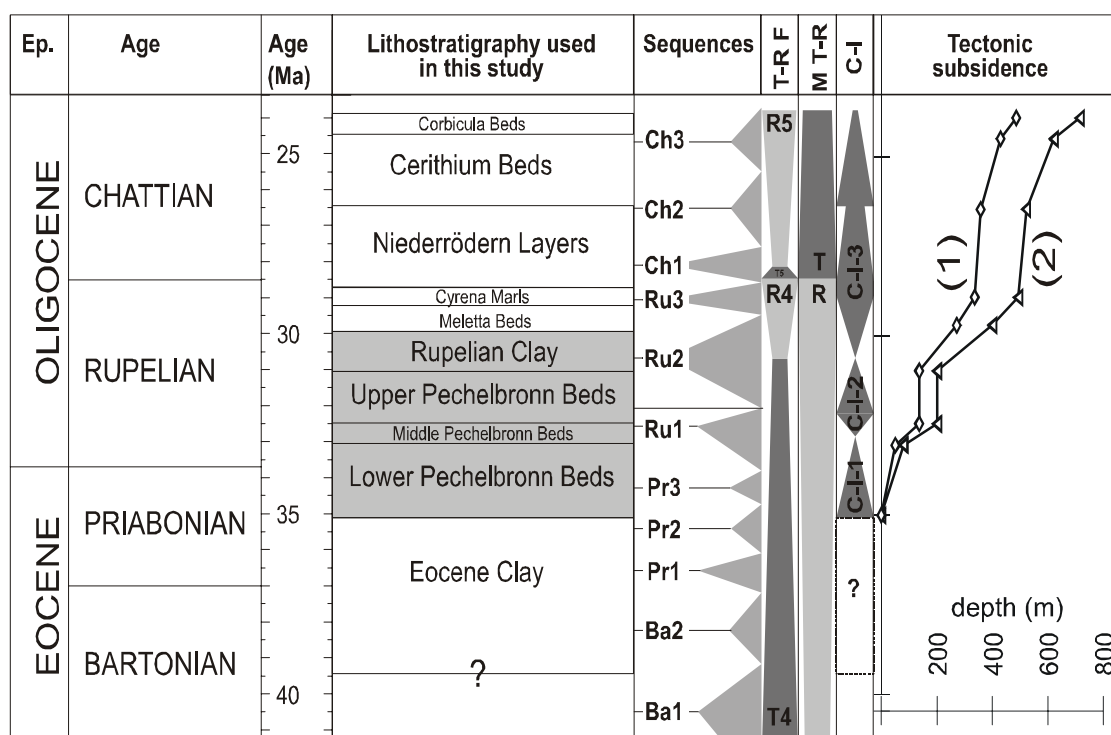 Ep.
Age
Age
(Ma)
Lithostratigraphy used
in this study
Sequences
T-R F
M T-R
C-I
Tectonic
subsidence
OLIGOCENE
EOCENE
CHATTIAN
RUPELIAN
PRIABONIAN
BARTONIAN
25
30
35
40
Corbicula Beds
Cerithium Beds
Niederrödern Layers
Cyrena Marls
Meletta Beds
Rupelian Clay
Upper Pechelbronn Beds
Middle Pechelbronn Beds
Lower Pechelbronn Beds
Eocene Clay
?
Ch3
Ch2
Ch1
Ru3
Ru2
Ru1
Pr3
Pr2
Pr1
Ba2
Ba1
R5
T5
R4
T4
T
R
C-I-3
C-I-2
C-I-1
?
(1)
(2)
depth (m)
200
400
600
800